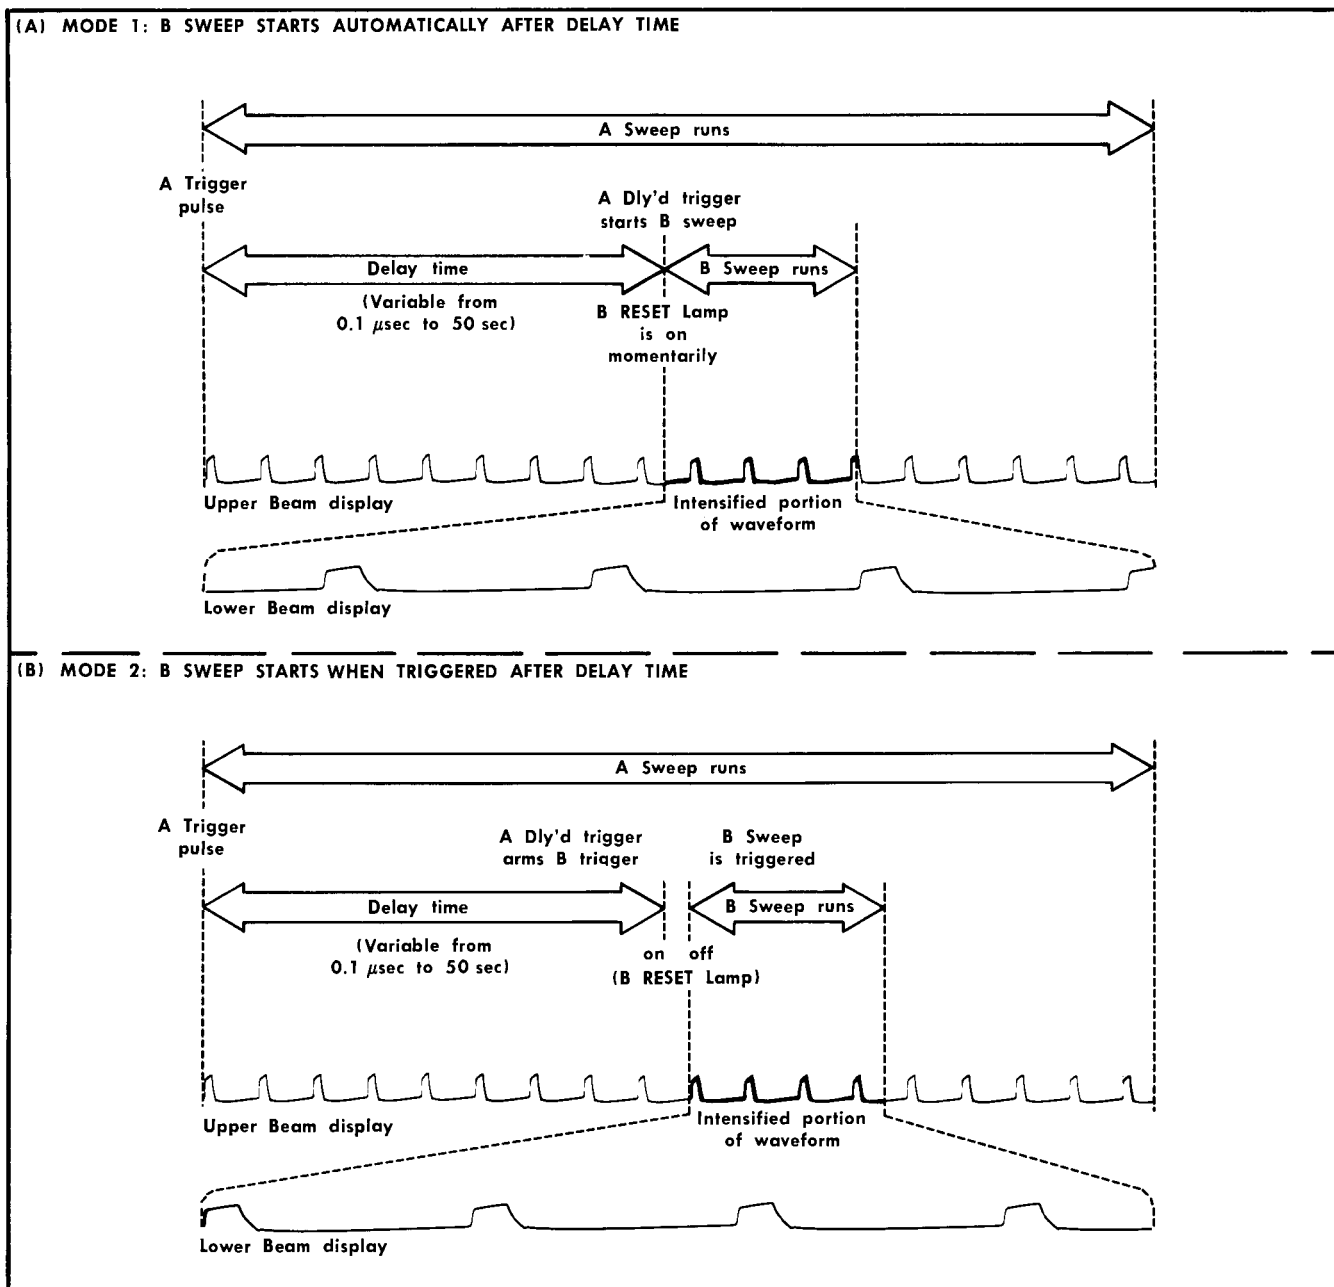 (A) MODE 1: B SWEEP STARTS AUTOMATICALLY AFTER DELAY TIME
A Sweep runs
A Trigger
pulse
A Dly'd trigger
starts B sweep
Delay time
B Sweep runs
(Variable from
0.1 μsec to 50 sec)
B RESET Lamp
is on
momentarily
Upper Beam display
Intensified portion
of waveform
Lower Beam display
(B) MODE 2: B SWEEP STARTS WHEN TRIGGERED AFTER DELAY TIME
A Sweep runs
A Trigger
pulse
A Dly'd trigger
arms B trigger
B Sweep
is triggered
Delay time
B Sweep runs
(Variable from
0.1 μsec to 50 sec)
on off
(B RESET Lamp)
Upper Beam display
Intensified portion
of waveform
Lower Beam display